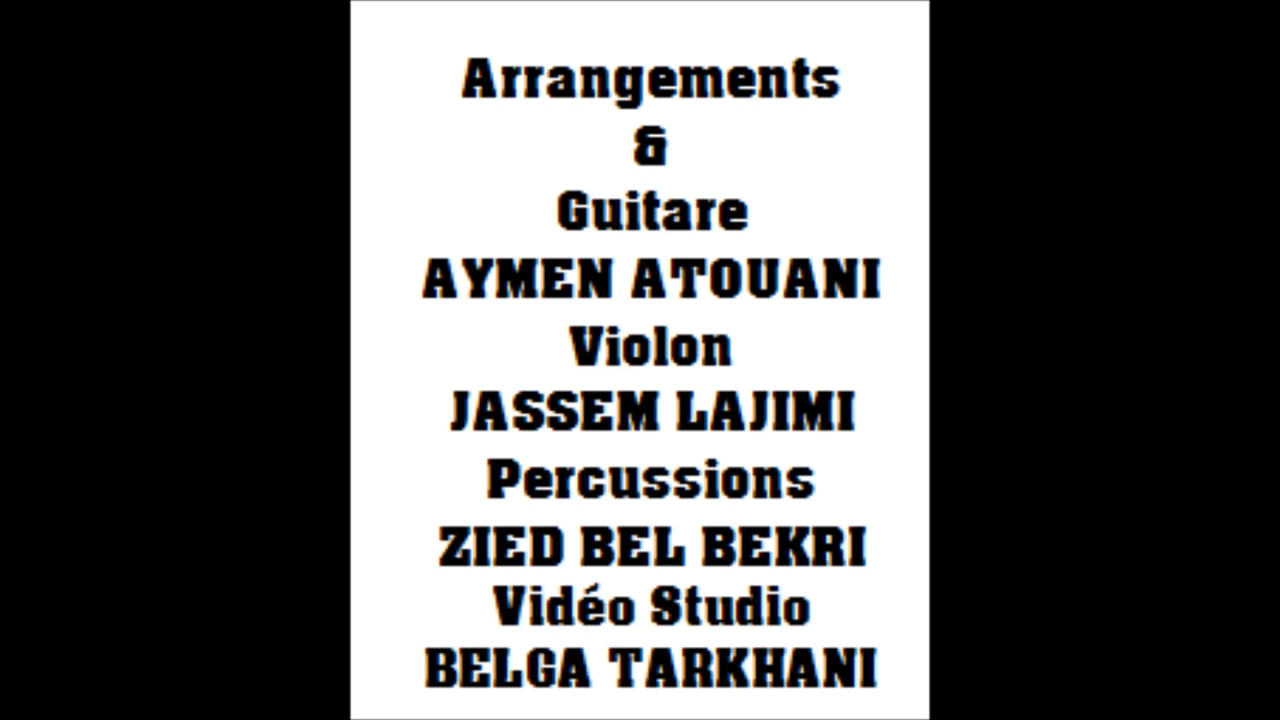 Arrangements
&
Guitare
AYMEN ATOUANI
Violon
JASSEM LAJIMI
Percussions
ZIED BEL BEKRI
Vidéo Studio
BELGA TARKHANI